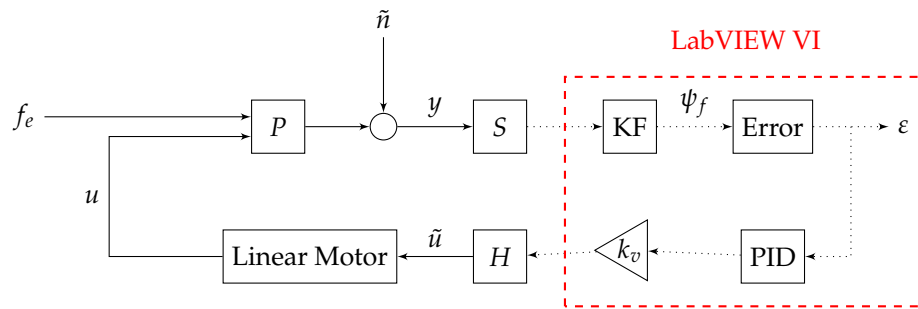 LabVIEW VI
ñ
f_e
P
y
S
KF
ψ_f
Error
ε
u
Linear Motor
ũ
H
k_v
PID